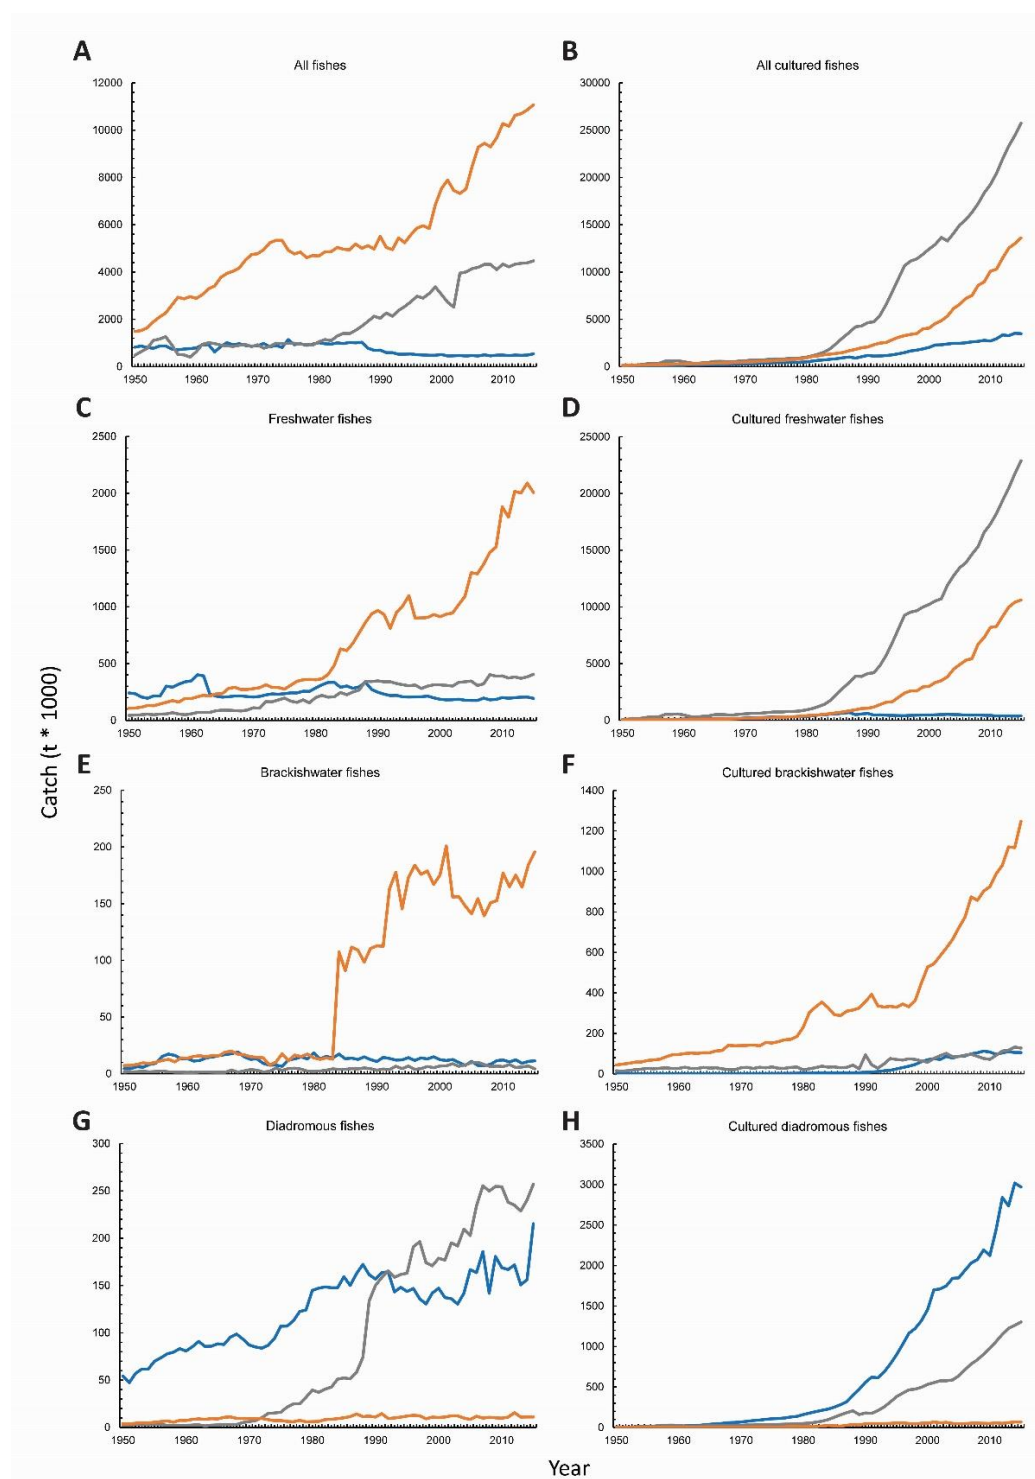 A
All fishes
12000
10000
8000
6000
4000
2000
0
1950 1960 1970 1980 1990 2000 2010
B
All cultured fishes
30000
25000
20000
15000
10000
5000
0
1950 1960 1970 1980 1990 2000 2010
C
Freshwater fishes
2500
2000
1500
1000
500
0
1950 1960 1970 1980 1990 2000 2010
D
Cultured freshwater fishes
25000
20000
15000
10000
5000
0
1950 1960 1970 1980 1990 2000 2010
Catch (t * 1000)
E
Brackishwater fishes
250
200
150
100
50
0
1950 1960 1970 1980 1990 2000 2010
F
Cultured brackishwater fishes
1400
1200
1000
800
600
400
200
0
1950 1960 1970 1980 1990 2000 2010
G
Diadromous fishes
300
250
200
150
100
50
0
1950 1960 1970 1980 1990 2000 2010
H
Cultured diadromous fishes
3500
3000
2500
2000
1500
1000
500
0
1950 1960 1970 1980 1990 2000 2010
Year